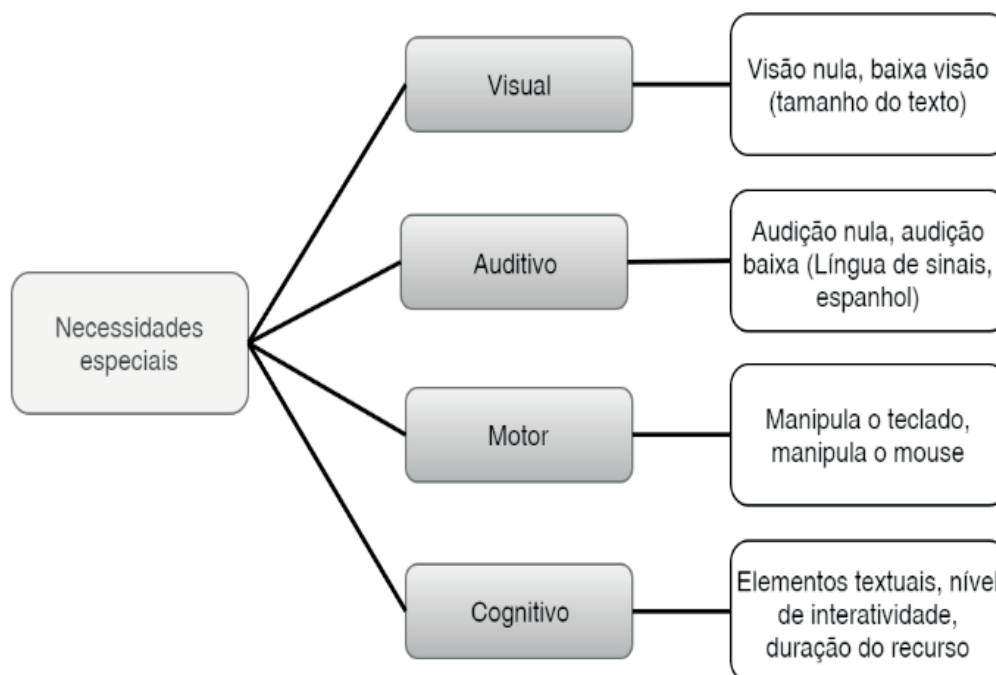 Necessidades
especiais
Visual
Visão nula, baixa visão
(tamanho do texto)
Auditivo
Audição nula, audição
baixa (Língua de sinais,
espanhol)
Motor
Manipula o teclado,
manipula o mouse
Cognitivo
Elementos textuais, nível
de interatividade,
duração do recurso